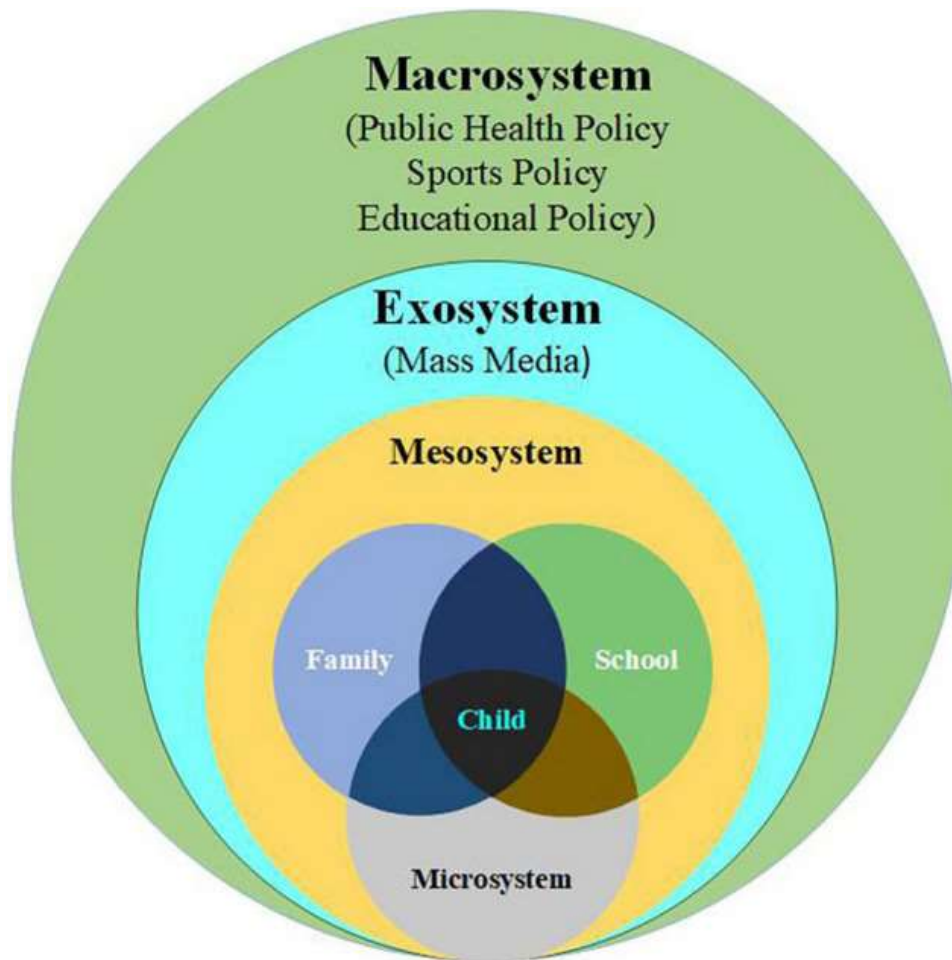 Macrosystem
(Public Health Policy
Sports Policy
Educational Policy)
Exosystem
(Mass Media)
Mesosystem
Family
School
Child
Microsystem